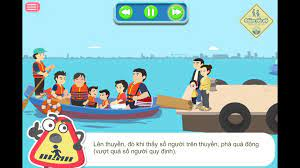 Lên thuyền, đò khi thấy số người trên thuyền, phà quá đông
(vượt quá số người quy định).